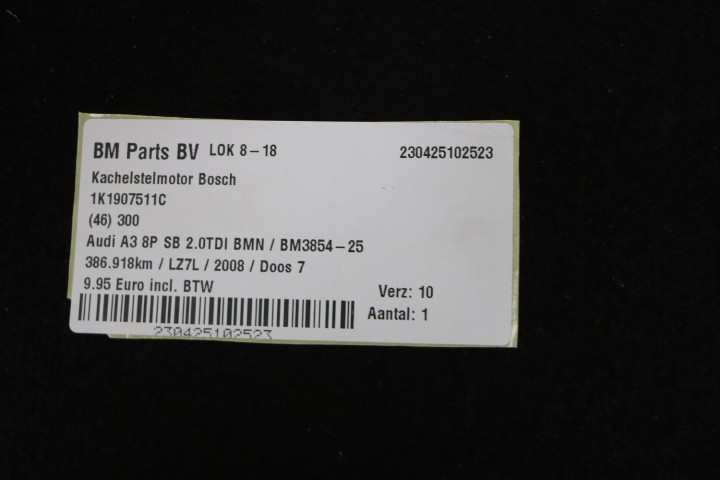 BM Parts BV LOK 8-18 230425102523
Kachelstelmotor Bosch
1K1907511C
(46) 300
Audi A3 8P SB 2.0TDI BMN / BM3854-25
386.918km / LZ7L / 2008 / Doos 7
9.95 Euro incl. BTW Verz: 10
Aantal: 1
230425102523